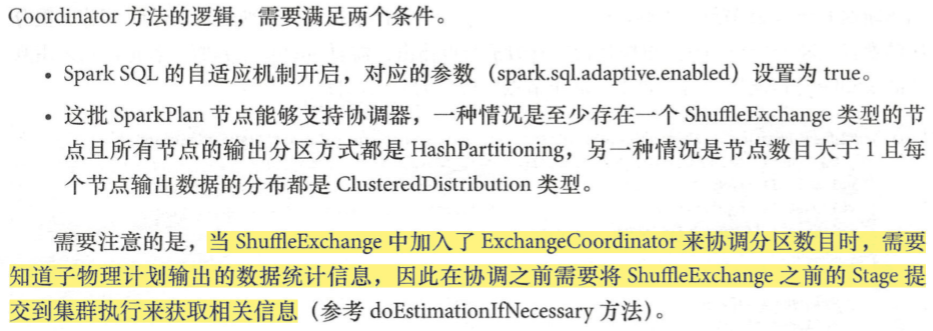 Coordinator 方法的逻辑，需要满足两个条件。
• Spark SQL 的自适应机制开启，对应的参数（spark.sql.adaptive.enabled）设置为 true。
• 这批 SparkPlan 节点能够支持协调器，一种情况是至少存在一个 ShuffleExchange 类型的节
点且所有节点的输出分区方式都是 HashPartitioning，另一种情况是节点数目大于 1 且每
个节点输出数据的分布都是 ClusteredDistribution 类型。
需要注意的是，当 ShuffleExchange 中加入了 ExchangeCoordinator 来协调分区数目时，需要
知道子物理计划输出的数据统计信息，因此在协调之前需要将 ShuffleExchange 之前的 Stage 提
交到集群执行来获取相关信息（参考 doEstimationIfNecessary 方法）。